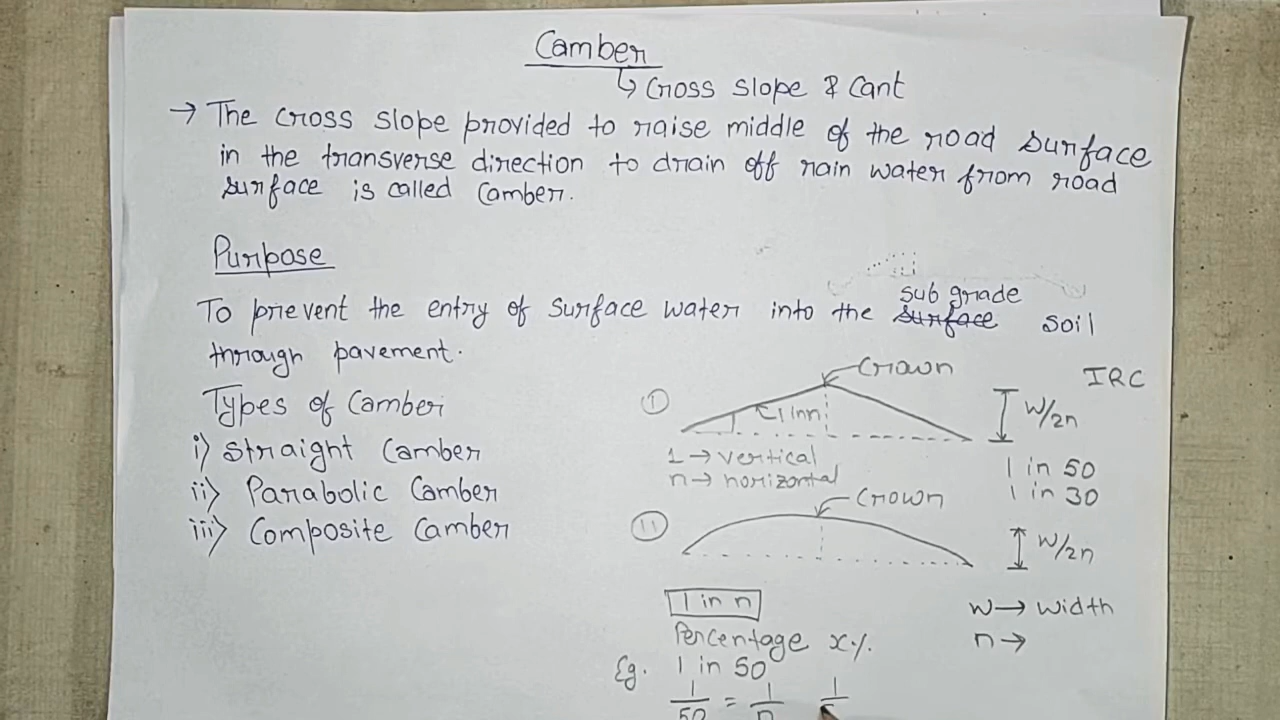 Camber
↳ Cross slope & Cant
→ The cross slope provided to raise middle of the road surface
in the transverse direction to drain off rain water from road
surface is called Camber.
Purpose
sub grade
To prevent the entry of surface water into the surface soil
through pavement.
Types of Camber
i) Straight Camber
ii) Parabolic Camber
iii) Composite Camber
Crown
IRC
I
1 in n
W/2n
1 → vertical
n → horizontal
1 in 50
1 in 30
Crown
II
W/2n
1 in n
W → width
n →
Percentage x%.
Eg. 1 in 50
1/50 = 1/n
1